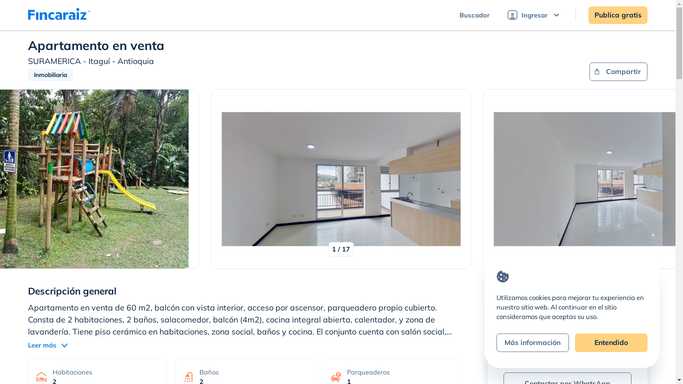 Fincaraiz
Buscador
Ingresar
Publica gratis
Apartamento en venta
SURAMERICA - Itaguí - Antioquia
Inmobiliaria
Compartir
1 / 17
Descripción general
Apartamento en venta de 60 m2, balcón con vista interior, acceso por ascensor, parqueadero propio cubierto.
Consta de 2 habitaciones, 2 baños, salacomedor, balcón (4m2), cocina integral abierta, calentador, y zona de
lavandería. Tiene piso cerámico en habitaciones, zona social, baños y cocina. El conjunto cuenta con salón social,...
Leer más
Habitaciones
2
Baños
2
Parqueaderos
1
Utilizamos cookies para mejorar tu experiencia en
nuestro sitio web. Al continuar en el sitio
consideramos que aceptas su uso.
Más información
Entendido
Contactar por WhatsApp